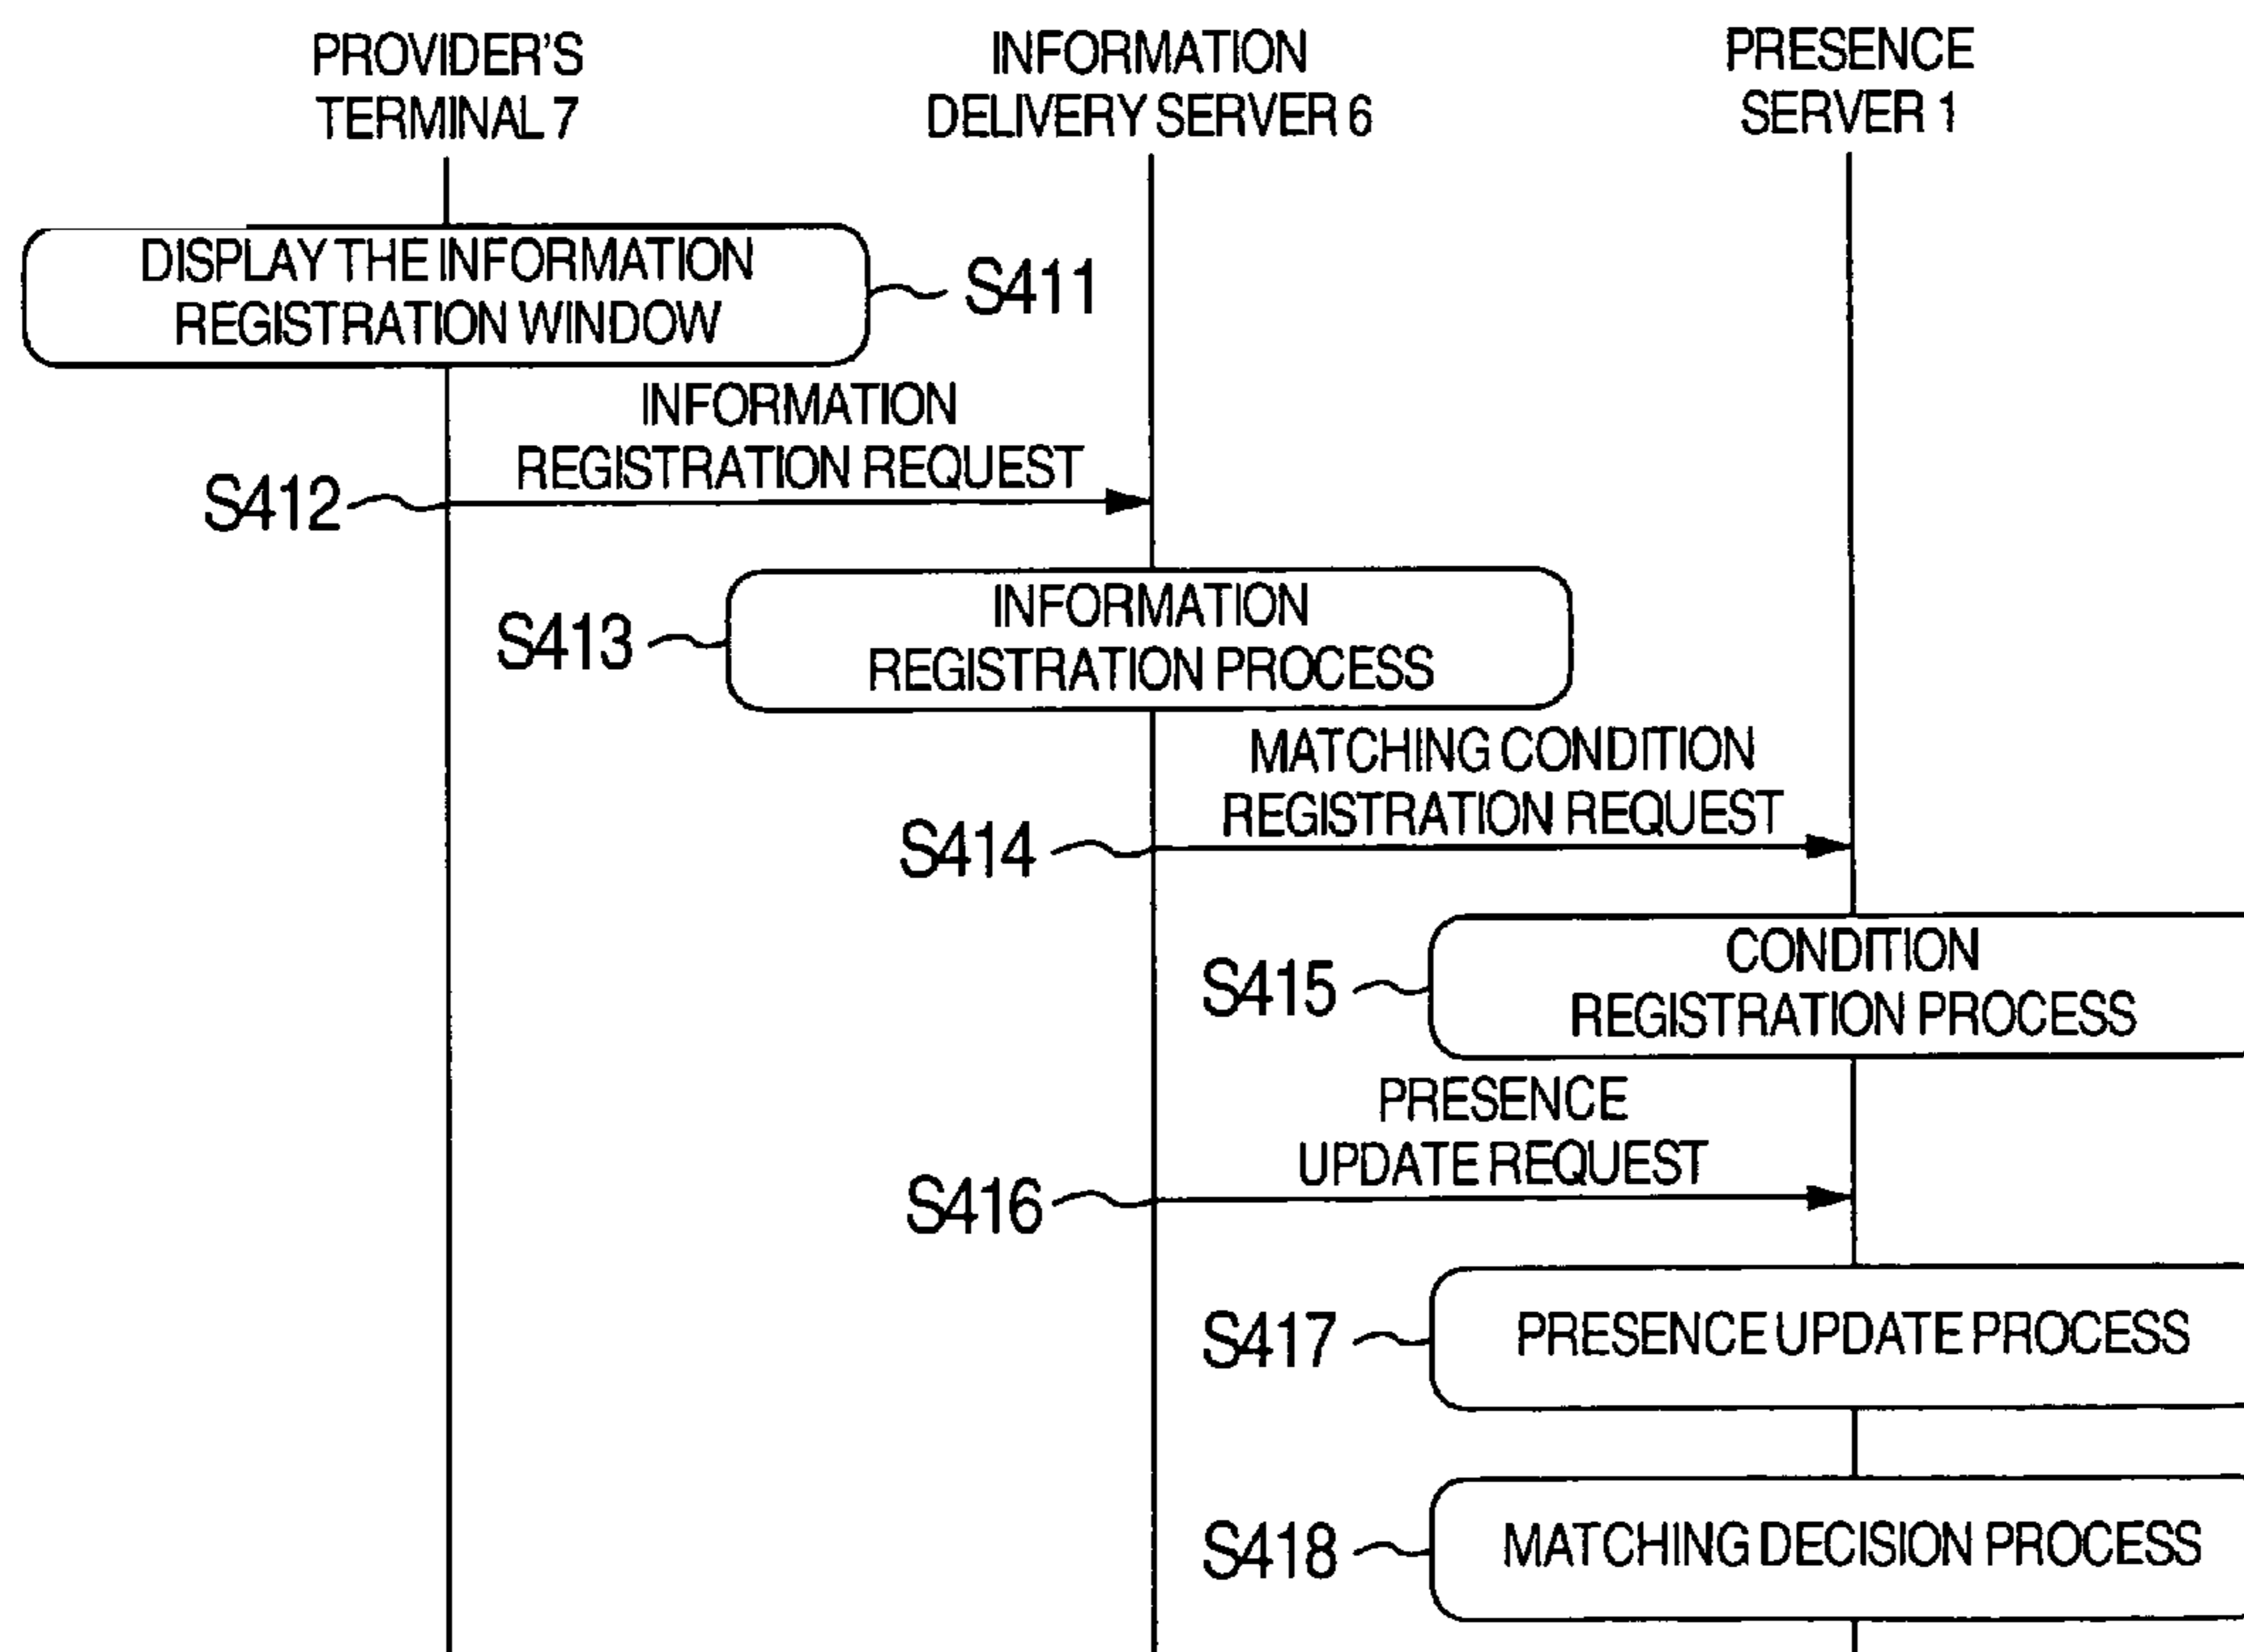 PROVIDER'S
TERMINAL 7
INFORMATION
DELIVERY SERVER 6
PRESENCE
SERVER 1
DISPLAY THE INFORMATION
REGISTRATION WINDOW
S411
INFORMATION
REGISTRATION REQUEST
S412
INFORMATION
REGISTRATION PROCESS
S413
MATCHING CONDITION
REGISTRATION REQUEST
S414
CONDITION
REGISTRATION PROCESS
S415
PRESENCE
UPDATE REQUEST
S416
S417
PRESENCE UPDATE PROCESS
S418
MATCHING DECISION PROCESS